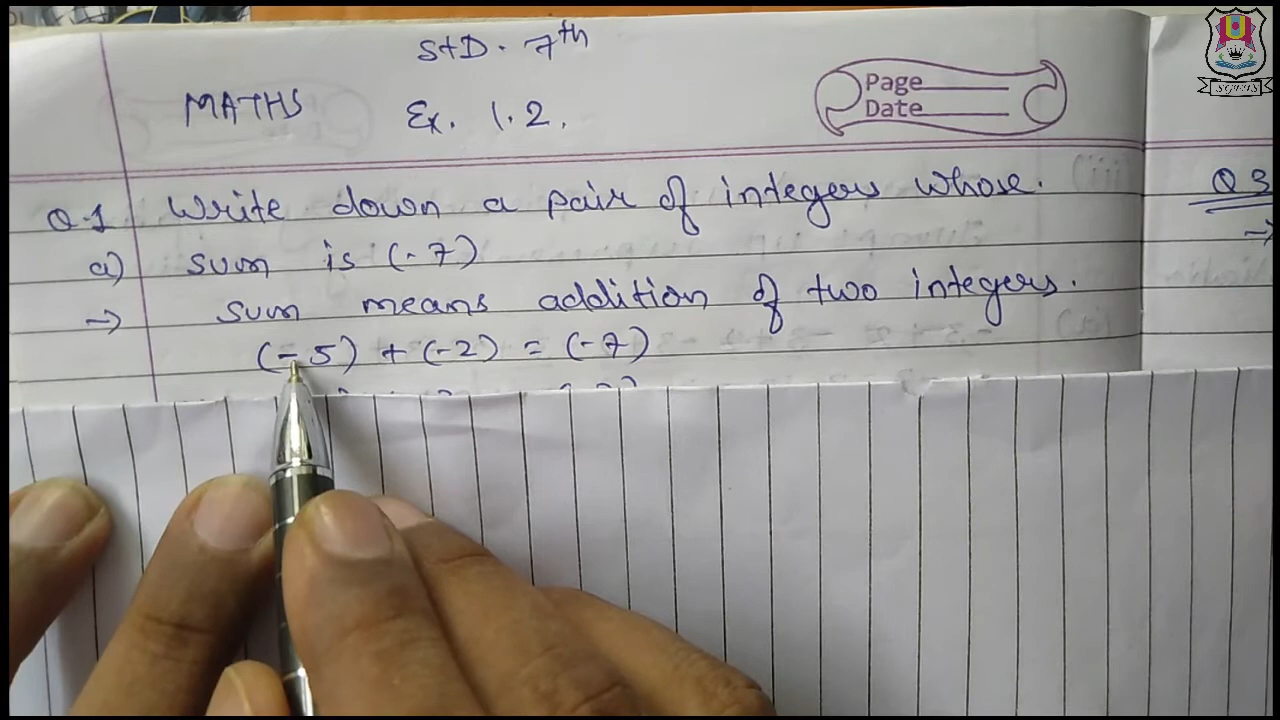 STD. 7th
MATHS
Ex. 1.2.
Page
Date
Q.1 Write down a pair of integers whose.
a) sum is (-7)
→ sum means addition of two integers.
(-5) + (-2) = (-7)
Q 3
→
SGHIS